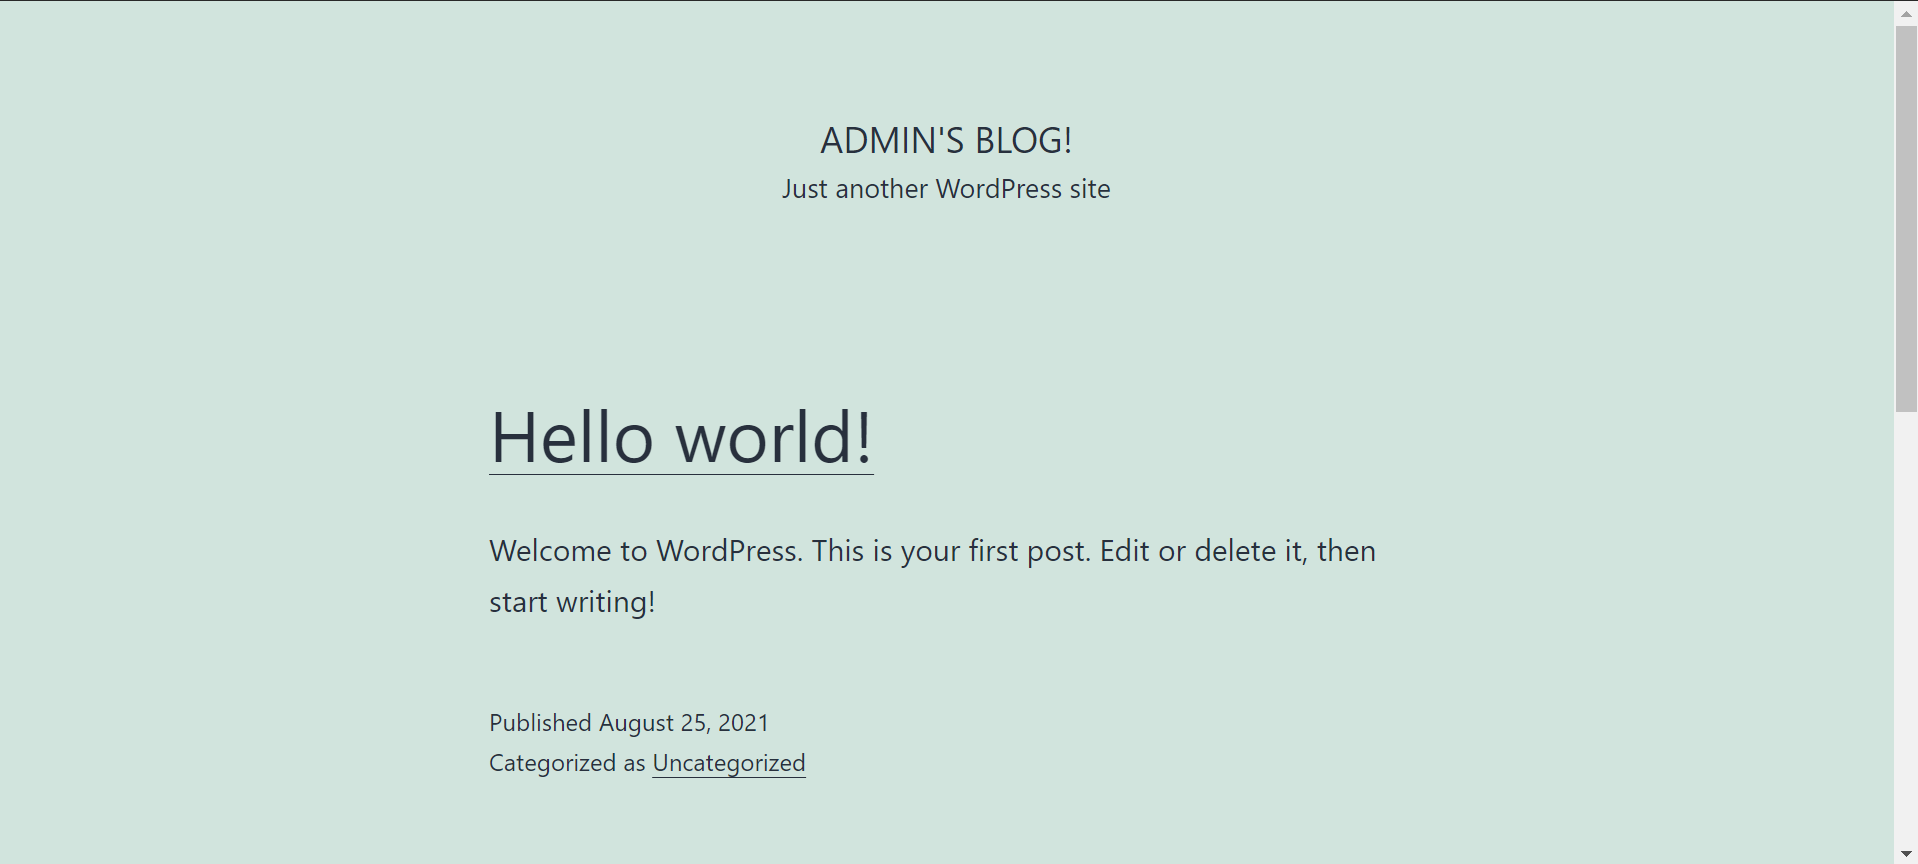 ADMIN'S BLOG!
Just another WordPress site
Hello world!
Welcome to WordPress. This is your first post. Edit or delete it, then
start writing!
Published August 25, 2021
Categorized as Uncategorized